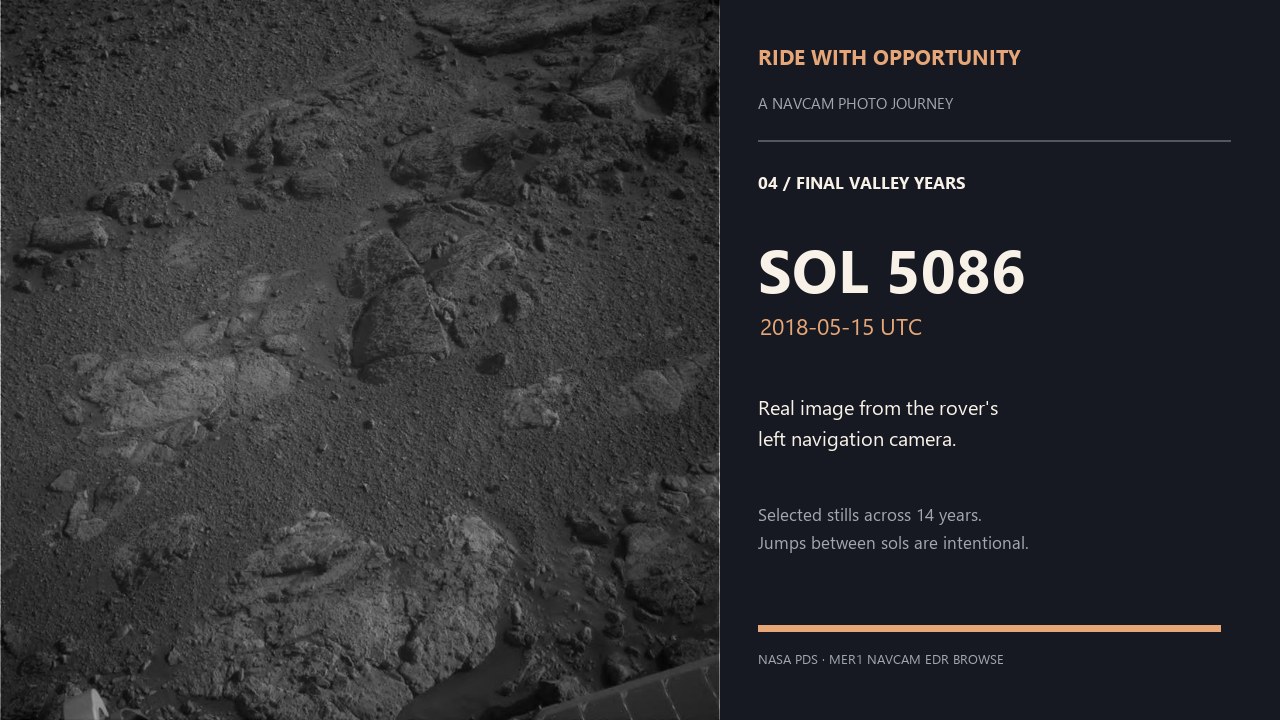 RIDE WITH OPPORTUNITY
A NAVCAM PHOTO JOURNEY
04 / FINAL VALLEY YEARS
SOL 5086
2018-05-15 UTC
Real image from the rover's
left navigation camera.
Selected stills across 14 years.
Jumps between sols are intentional.
NASA PDS · MER1 NAVCAM EDR BROWSE